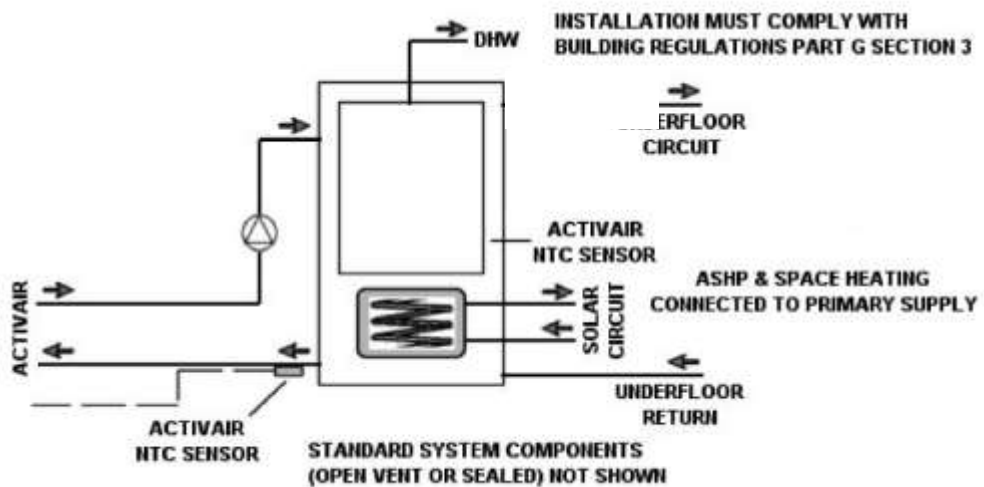 DHW
INSTALLATION MUST COMPLY WITH
BUILDING REGULATIONS PART G SECTION 3
CIRCUIT
ACTIVAIR
NTC SENSOR
ASHP & SPACE HEATING
CONNECTED TO PRIMARY SUPPLY
SOLAR
CIRCUIT
ACTIVAIR
UNDERFLOOR
RETURN
ACTIVAIR
NTC SENSOR
STANDARD SYSTEM COMPONENTS
(OPEN VENT OR SEALED) NOT SHOWN